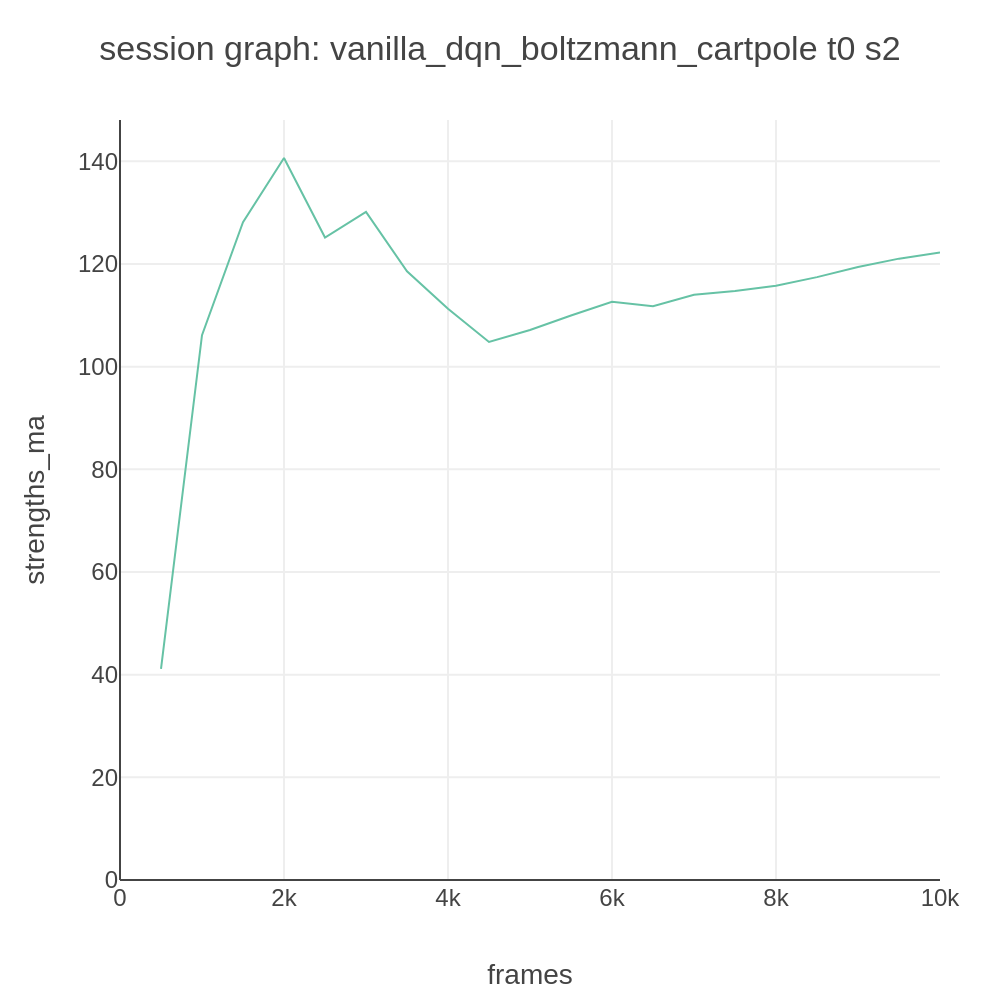 session graph: vanilla_dqn_boltzmann_cartpole t0 s2
140
120
100
80
60
40
20
0
strengths_ma
0 2k 4k 6k 8k 10k
frames